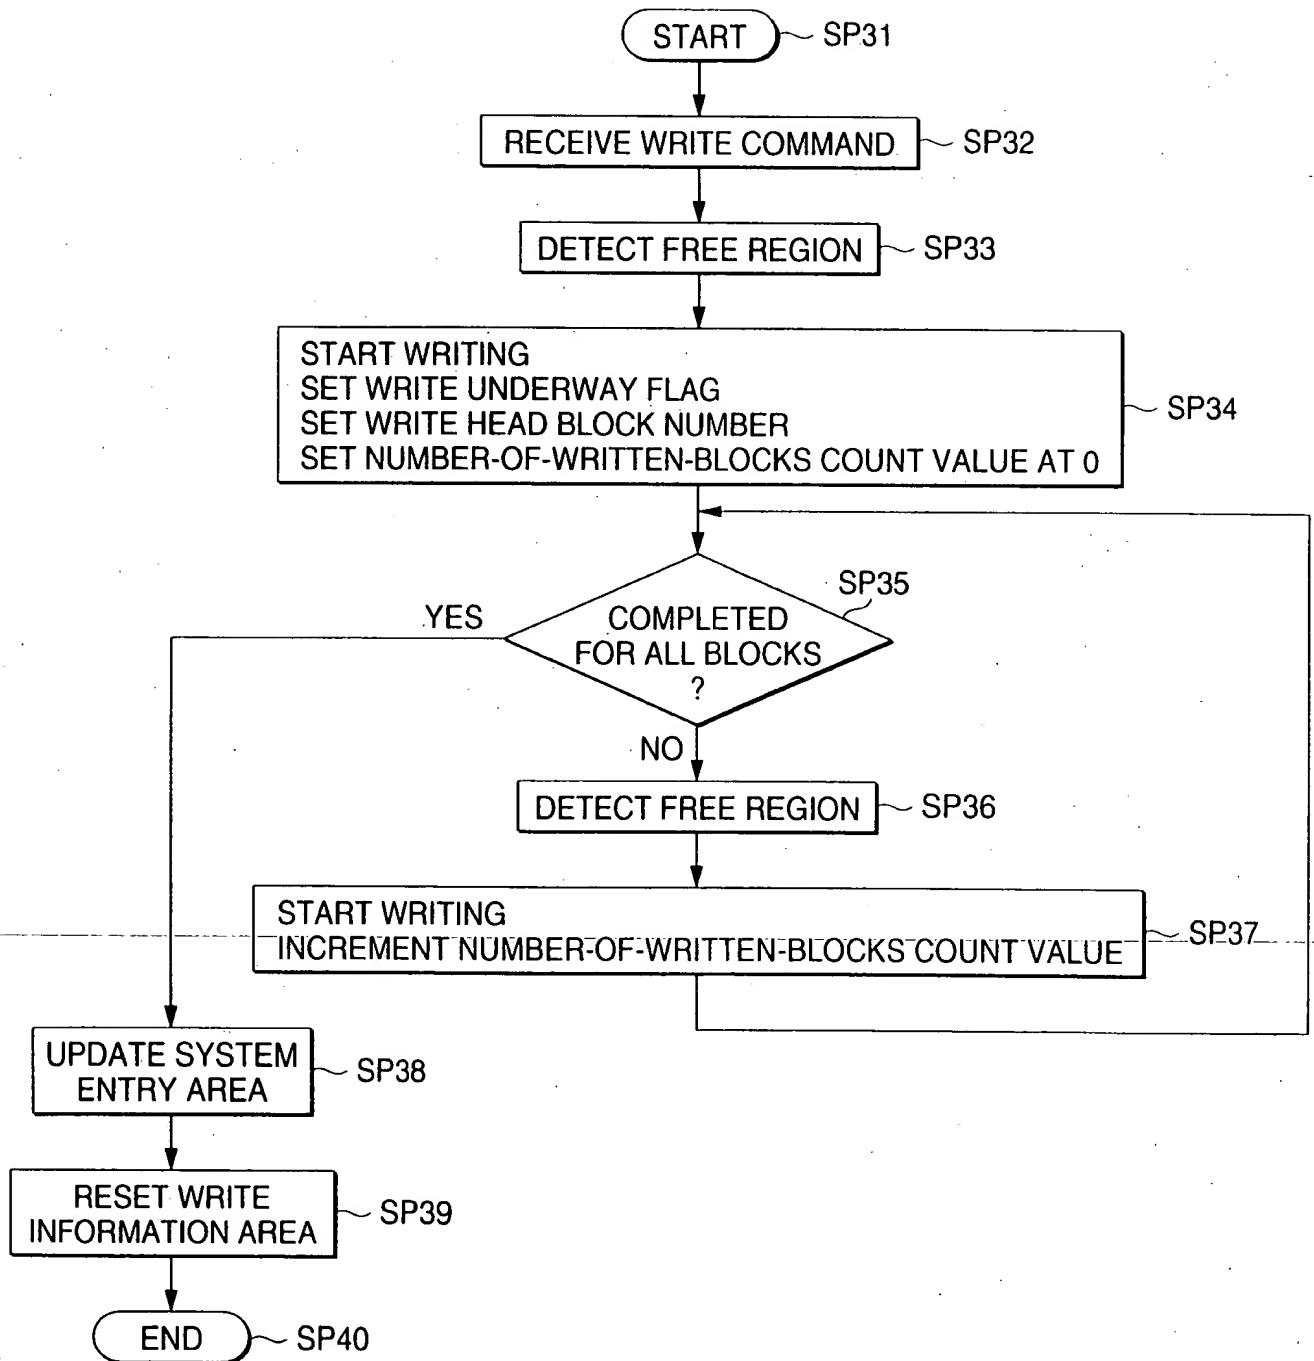 START
SP31
RECEIVE WRITE COMMAND
SP32
DETECT FREE REGION
SP33
START WRITING
SET WRITE UNDERWAY FLAG
SET WRITE HEAD BLOCK NUMBER
SET NUMBER-OF-WRITTEN-BLOCKS COUNT VALUE AT 0
SP34
SP35
YES
COMPLETED
FOR ALL BLOCKS
?
NO
DETECT FREE REGION
SP36
START WRITING
INCREMENT NUMBER-OF-WRITTEN-BLOCKS COUNT VALUE
SP37
UPDATE SYSTEM
ENTRY AREA
SP38
RESET WRITE
INFORMATION AREA
SP39
END
SP40